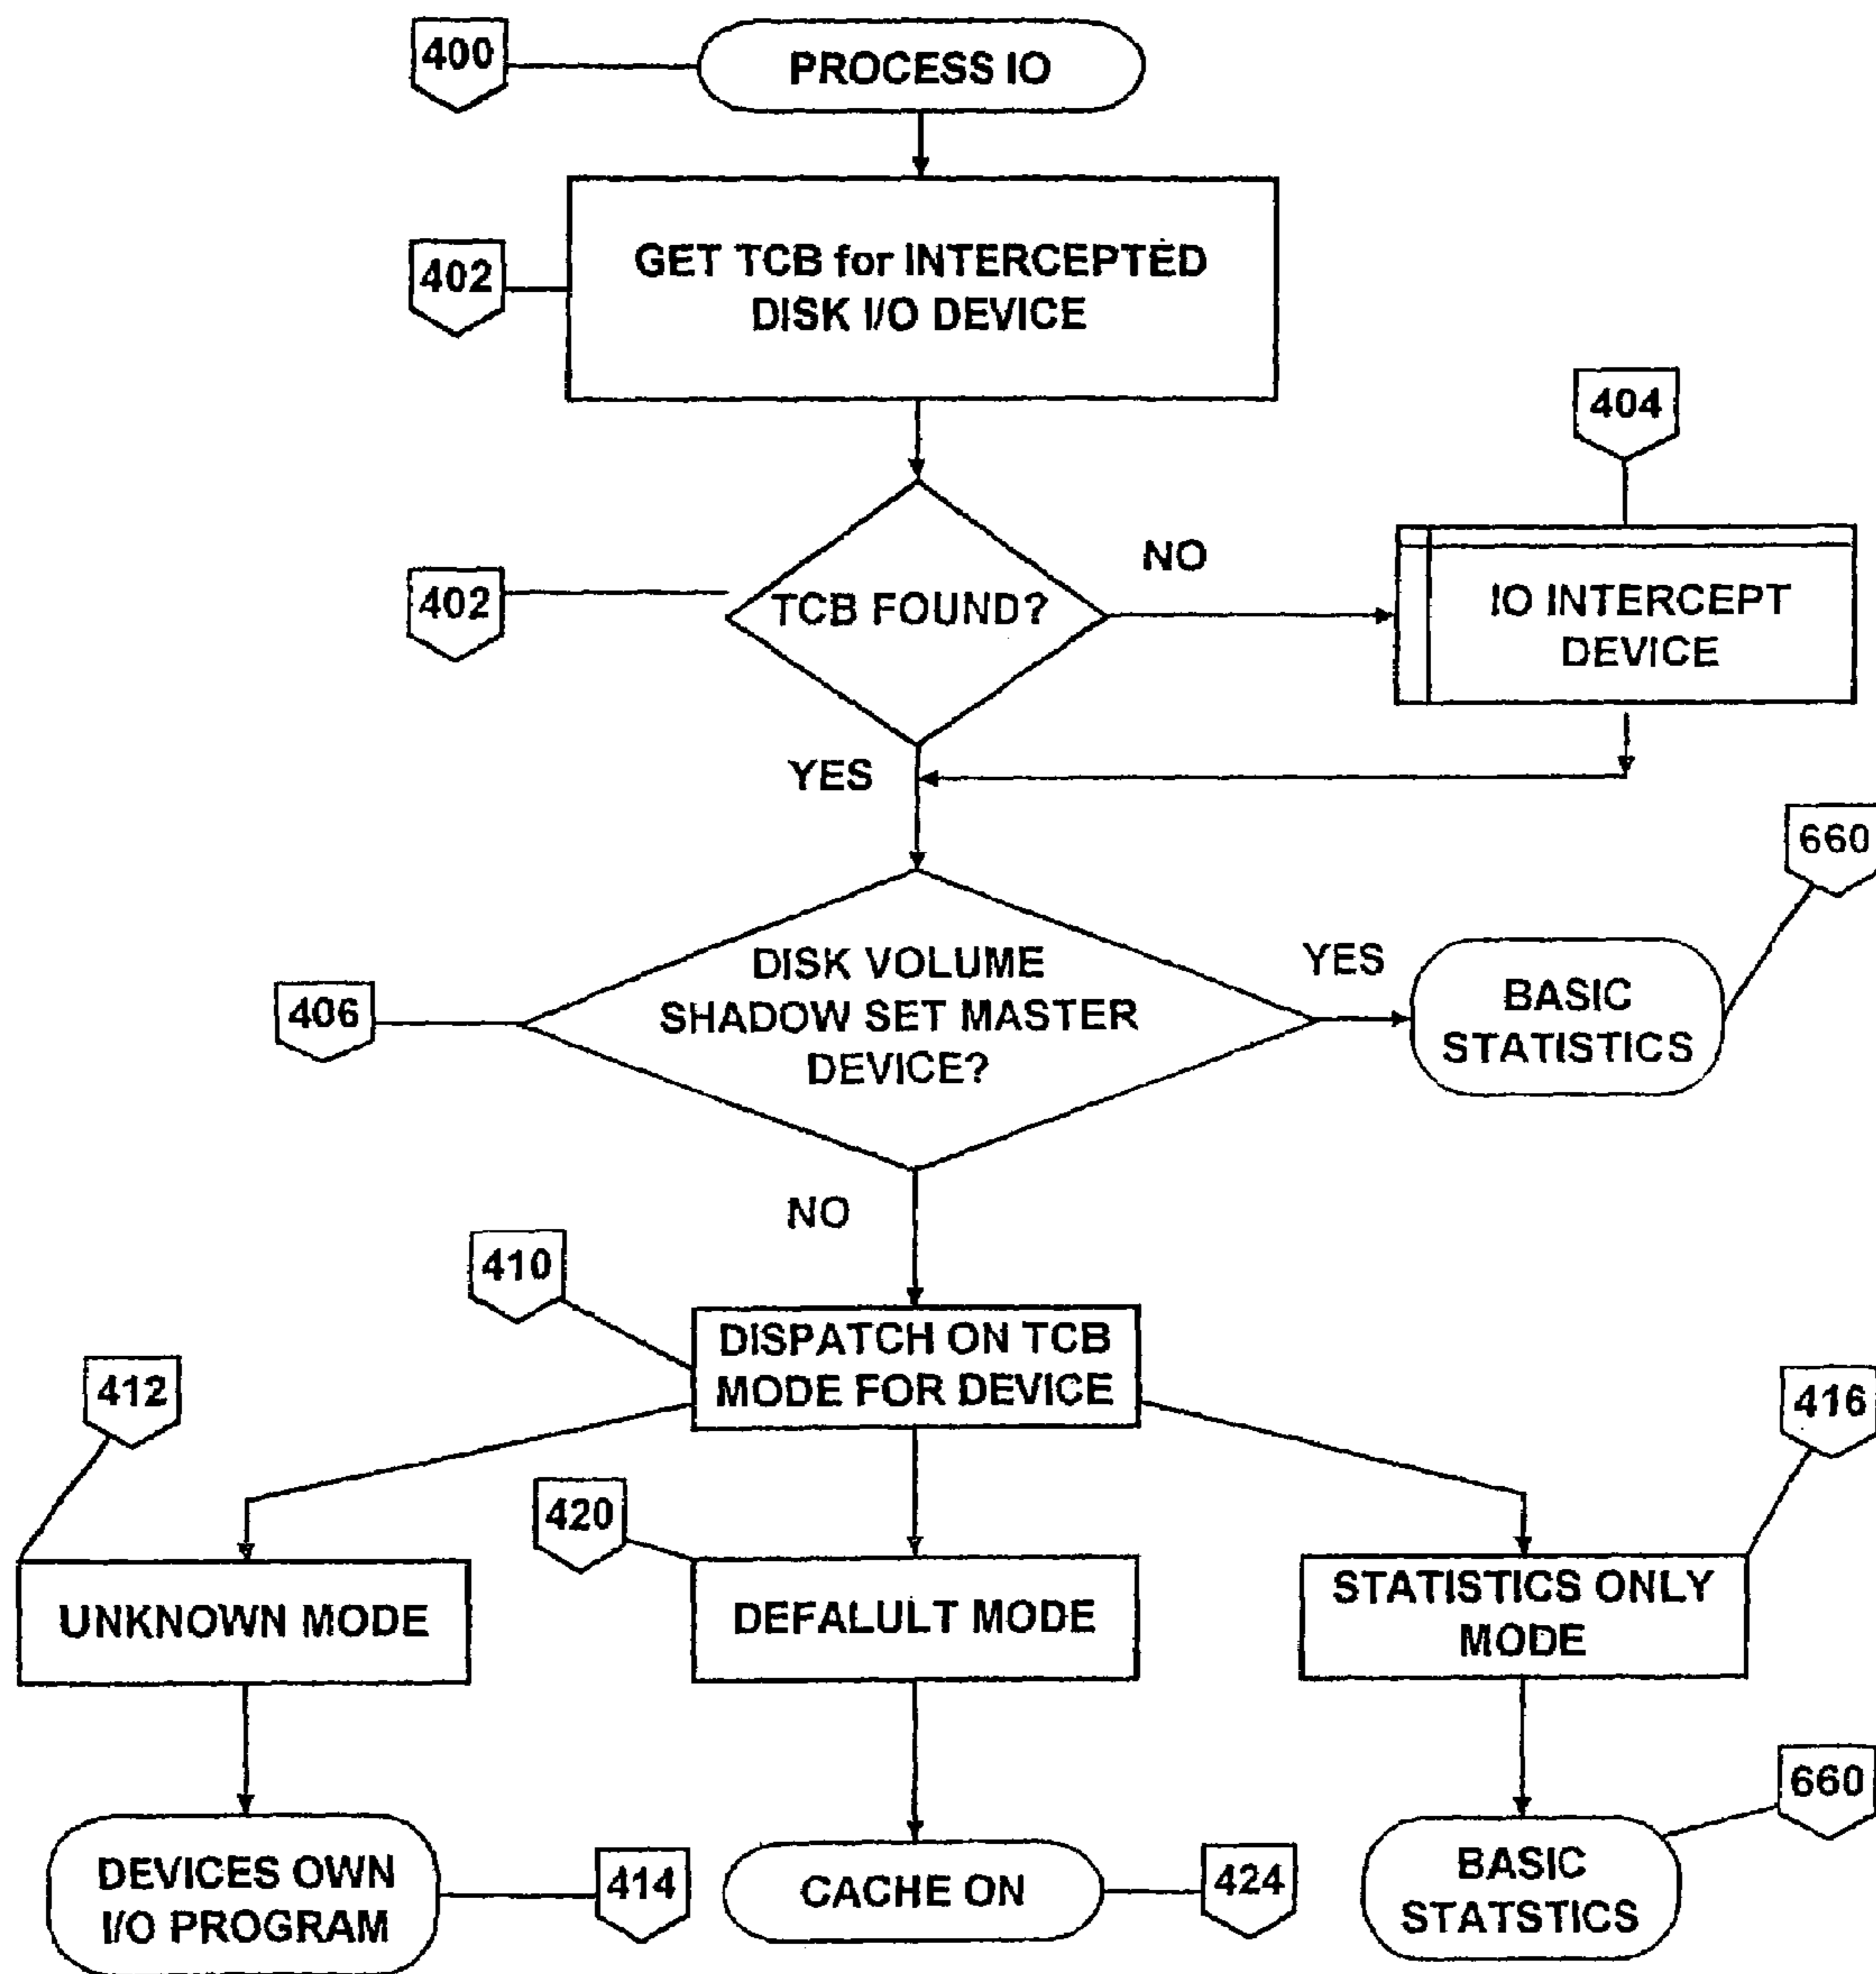 400
PROCESS IO
402
GET TCB for INTERCEPTED
DISK I/O DEVICE
404
402
TCB FOUND?
NO
IO INTERCEPT
DEVICE
YES
660
406
DISK VOLUME
SHADOW SET MASTER
DEVICE?
YES
BASIC
STATISTICS
NO
410
DISPATCH ON TCB
MODE FOR DEVICE
412
416
420
UNKNOWN MODE
DEFALULT MODE
STATISTICS ONLY
MODE
660
DEVICES OWN
I/O PROGRAM
414
CACHE ON
424
BASIC
STATSTICS